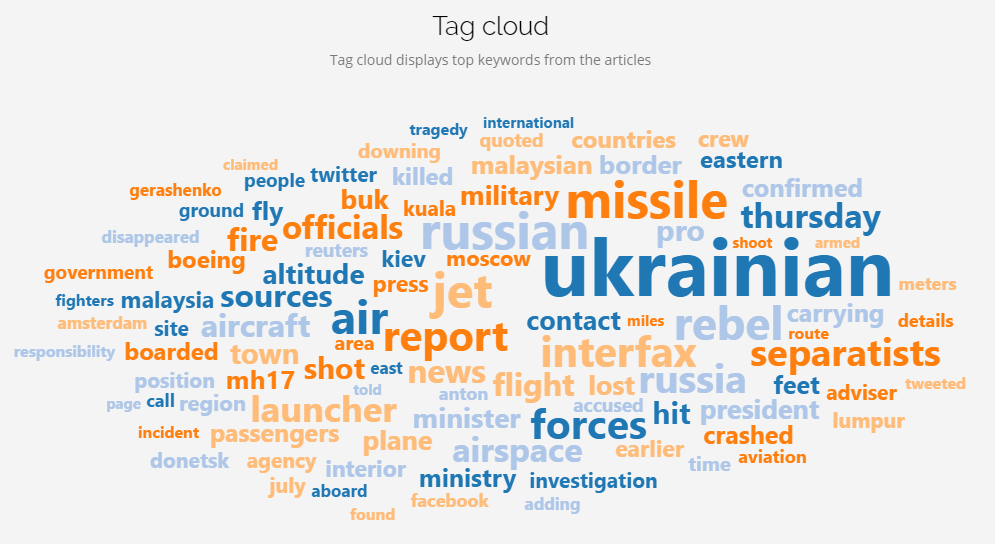 Tag cloud
Tag cloud displays top keywords from the articles
tragedy international
downing quoted countries crew
claimed people twitter killed malaysian border eastern
gerashenko buk kuala military missile confirmed
ground fly officials russian pro thursday
disappeared fire reuters kiev moscow shoot armed
government boeing altitude press jet ukrainian meters
fighters malaysia sources air contact miles rebel carrying details
amsterdam site aircraft report route
responsibility boarded town area interfax separatists
position mh17 shot east news flight lost russia feet adviser tweeted
page call region launcher told anton accused hit president lumpur
incident passengers plane minister forces crashed
donetsk agency interior airspace earlier time aviation
july aboard ministry investigation
found facebook adding